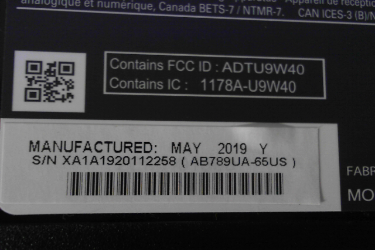 analogique et numérique, Canada BETS-7 / NTMR-7.
CAN ICES-3
Contains FCC ID : ADTU9W40
Contains IC : 1178A-U9W40
MANUFACTURED: MAY 2019 Y
S/N XA1A1920112258 ( AB789UA-65US )
FABR
MO